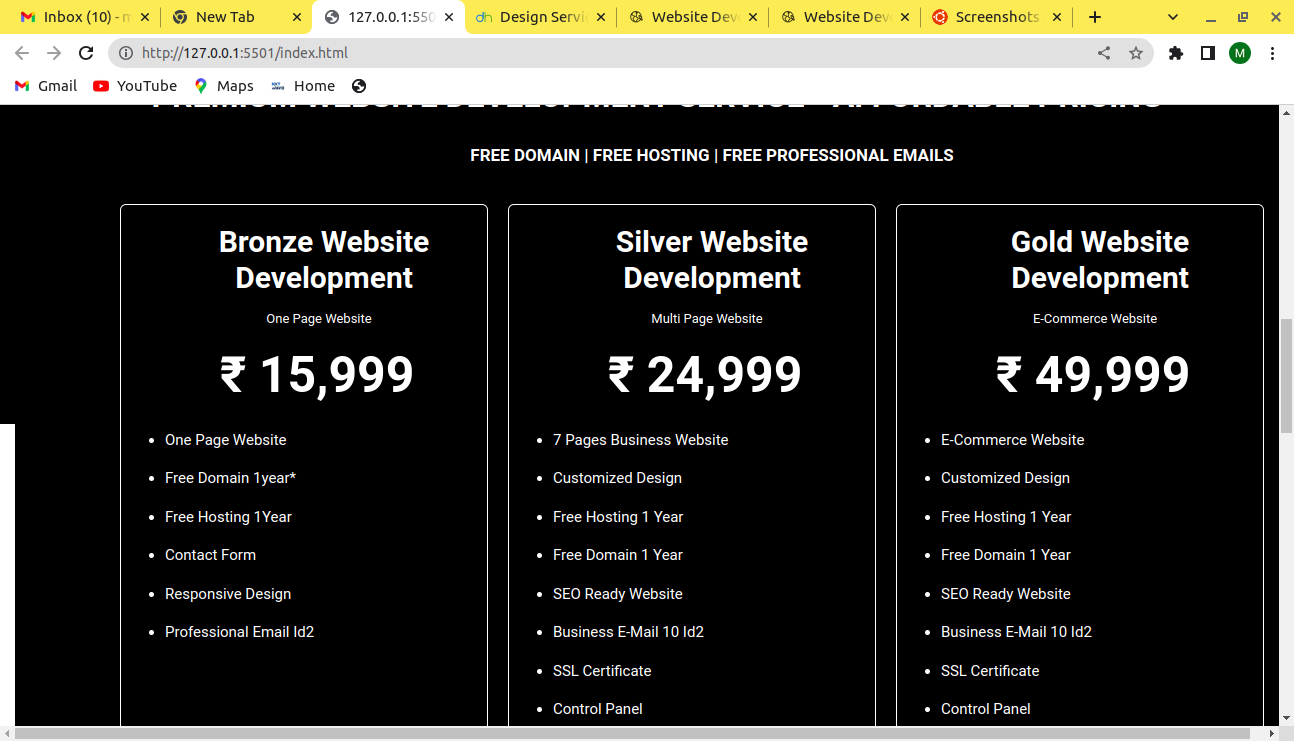 Inbox (10) - m
New Tab
127.0.0.1:550
Design Servi
Website Dev
Website Dev
Screenshots
http://127.0.0.1:5501/index.html
M
Gmail
YouTube
Maps
Home
PREMIUM WEBSITE DEVELOPMENT SERVICE - AFFORDABLE PRICING
FREE DOMAIN | FREE HOSTING | FREE PROFESSIONAL EMAILS
Bronze Website
Development
One Page Website
₹ 15,999
• One Page Website
• Free Domain 1year*
• Free Hosting 1Year
• Contact Form
• Responsive Design
• Professional Email Id2
Silver Website
Development
Multi Page Website
₹ 24,999
• 7 Pages Business Website
• Customized Design
• Free Hosting 1 Year
• Free Domain 1 Year
• SEO Ready Website
• Business E-Mail 10 Id2
• SSL Certificate
• Control Panel
Gold Website
Development
E-Commerce Website
₹ 49,999
• E-Commerce Website
• Customized Design
• Free Hosting 1 Year
• Free Domain 1 Year
• SEO Ready Website
• Business E-Mail 10 Id2
• SSL Certificate
• Control Panel